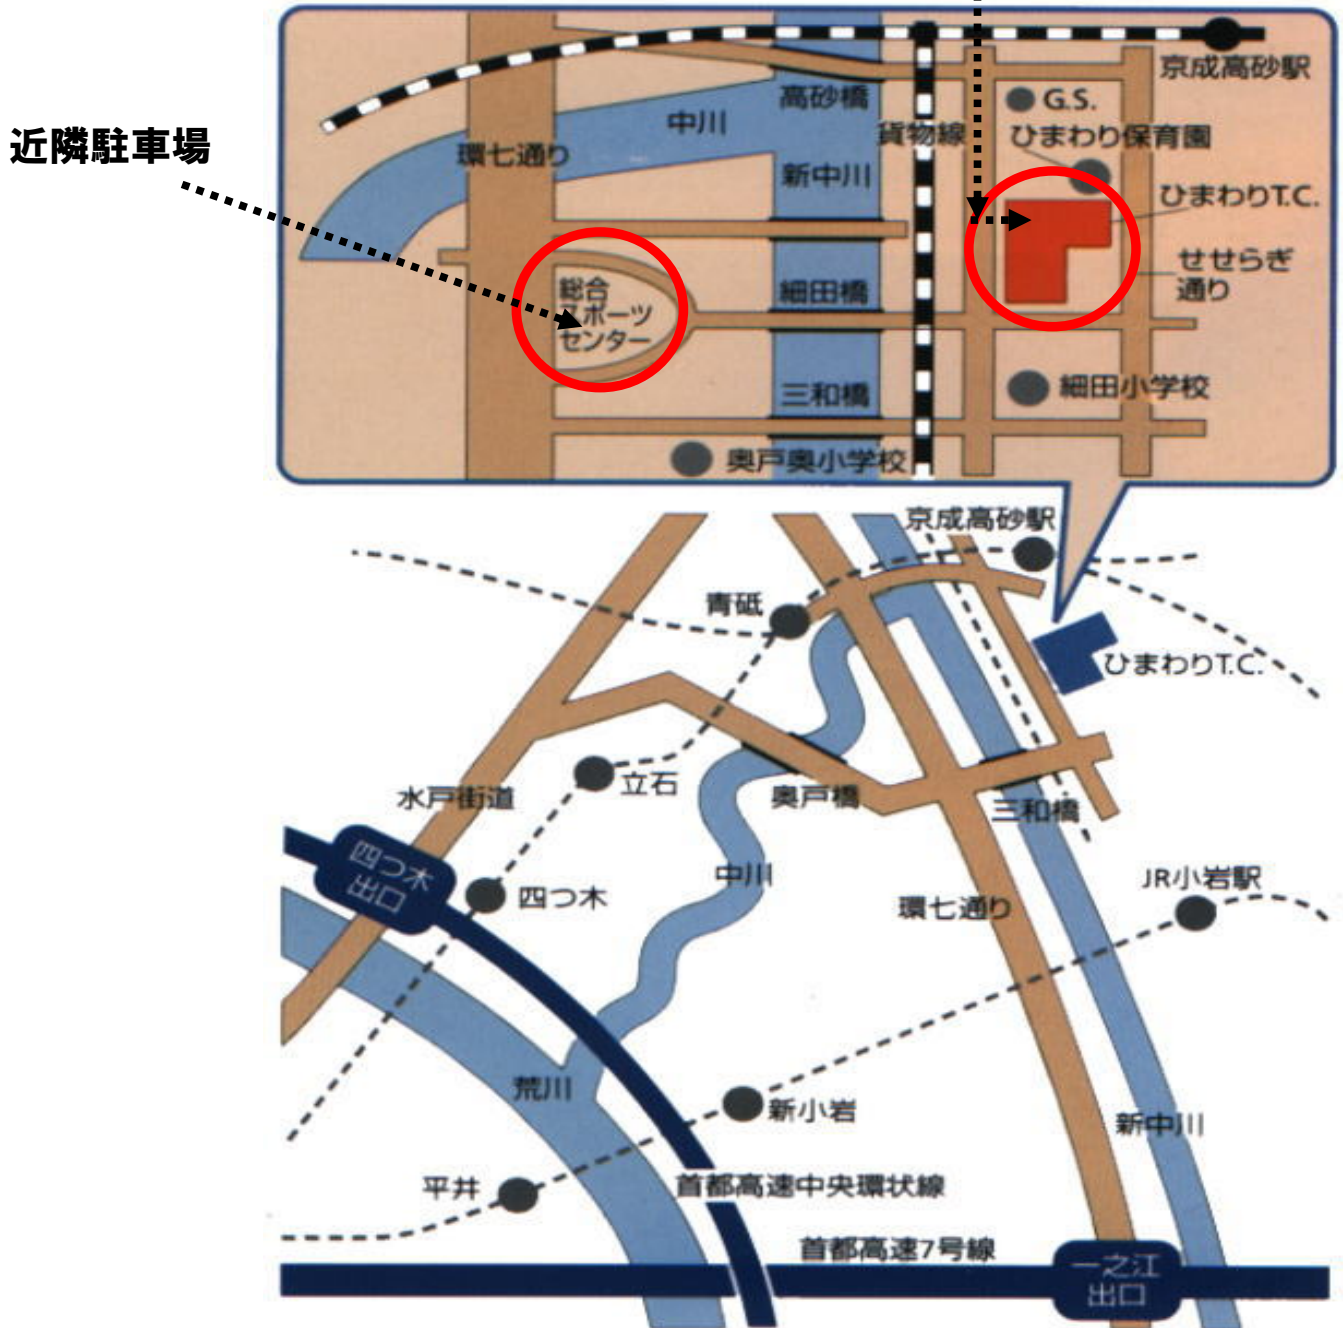 近隣駐車場
京成高砂駅
高砂橋
G.S.
中川
貨物線
ひまわり保育園
環七通り
新中川
ひまわりT.C.
せせらぎ
通り
総合
スポーツ
センター
細田橋
三和橋
細田小学校
奥戸奥小学校
京成高砂駅
青砥
ひまわりT.C.
立石
水戸街道
奥戸橋
三和橋
四つ木
出口
四つ木
中川
JR小岩駅
環七通り
荒川
新小岩
新中川
平井
首都高速中央環状線
首都高速7号線
一之江
出口